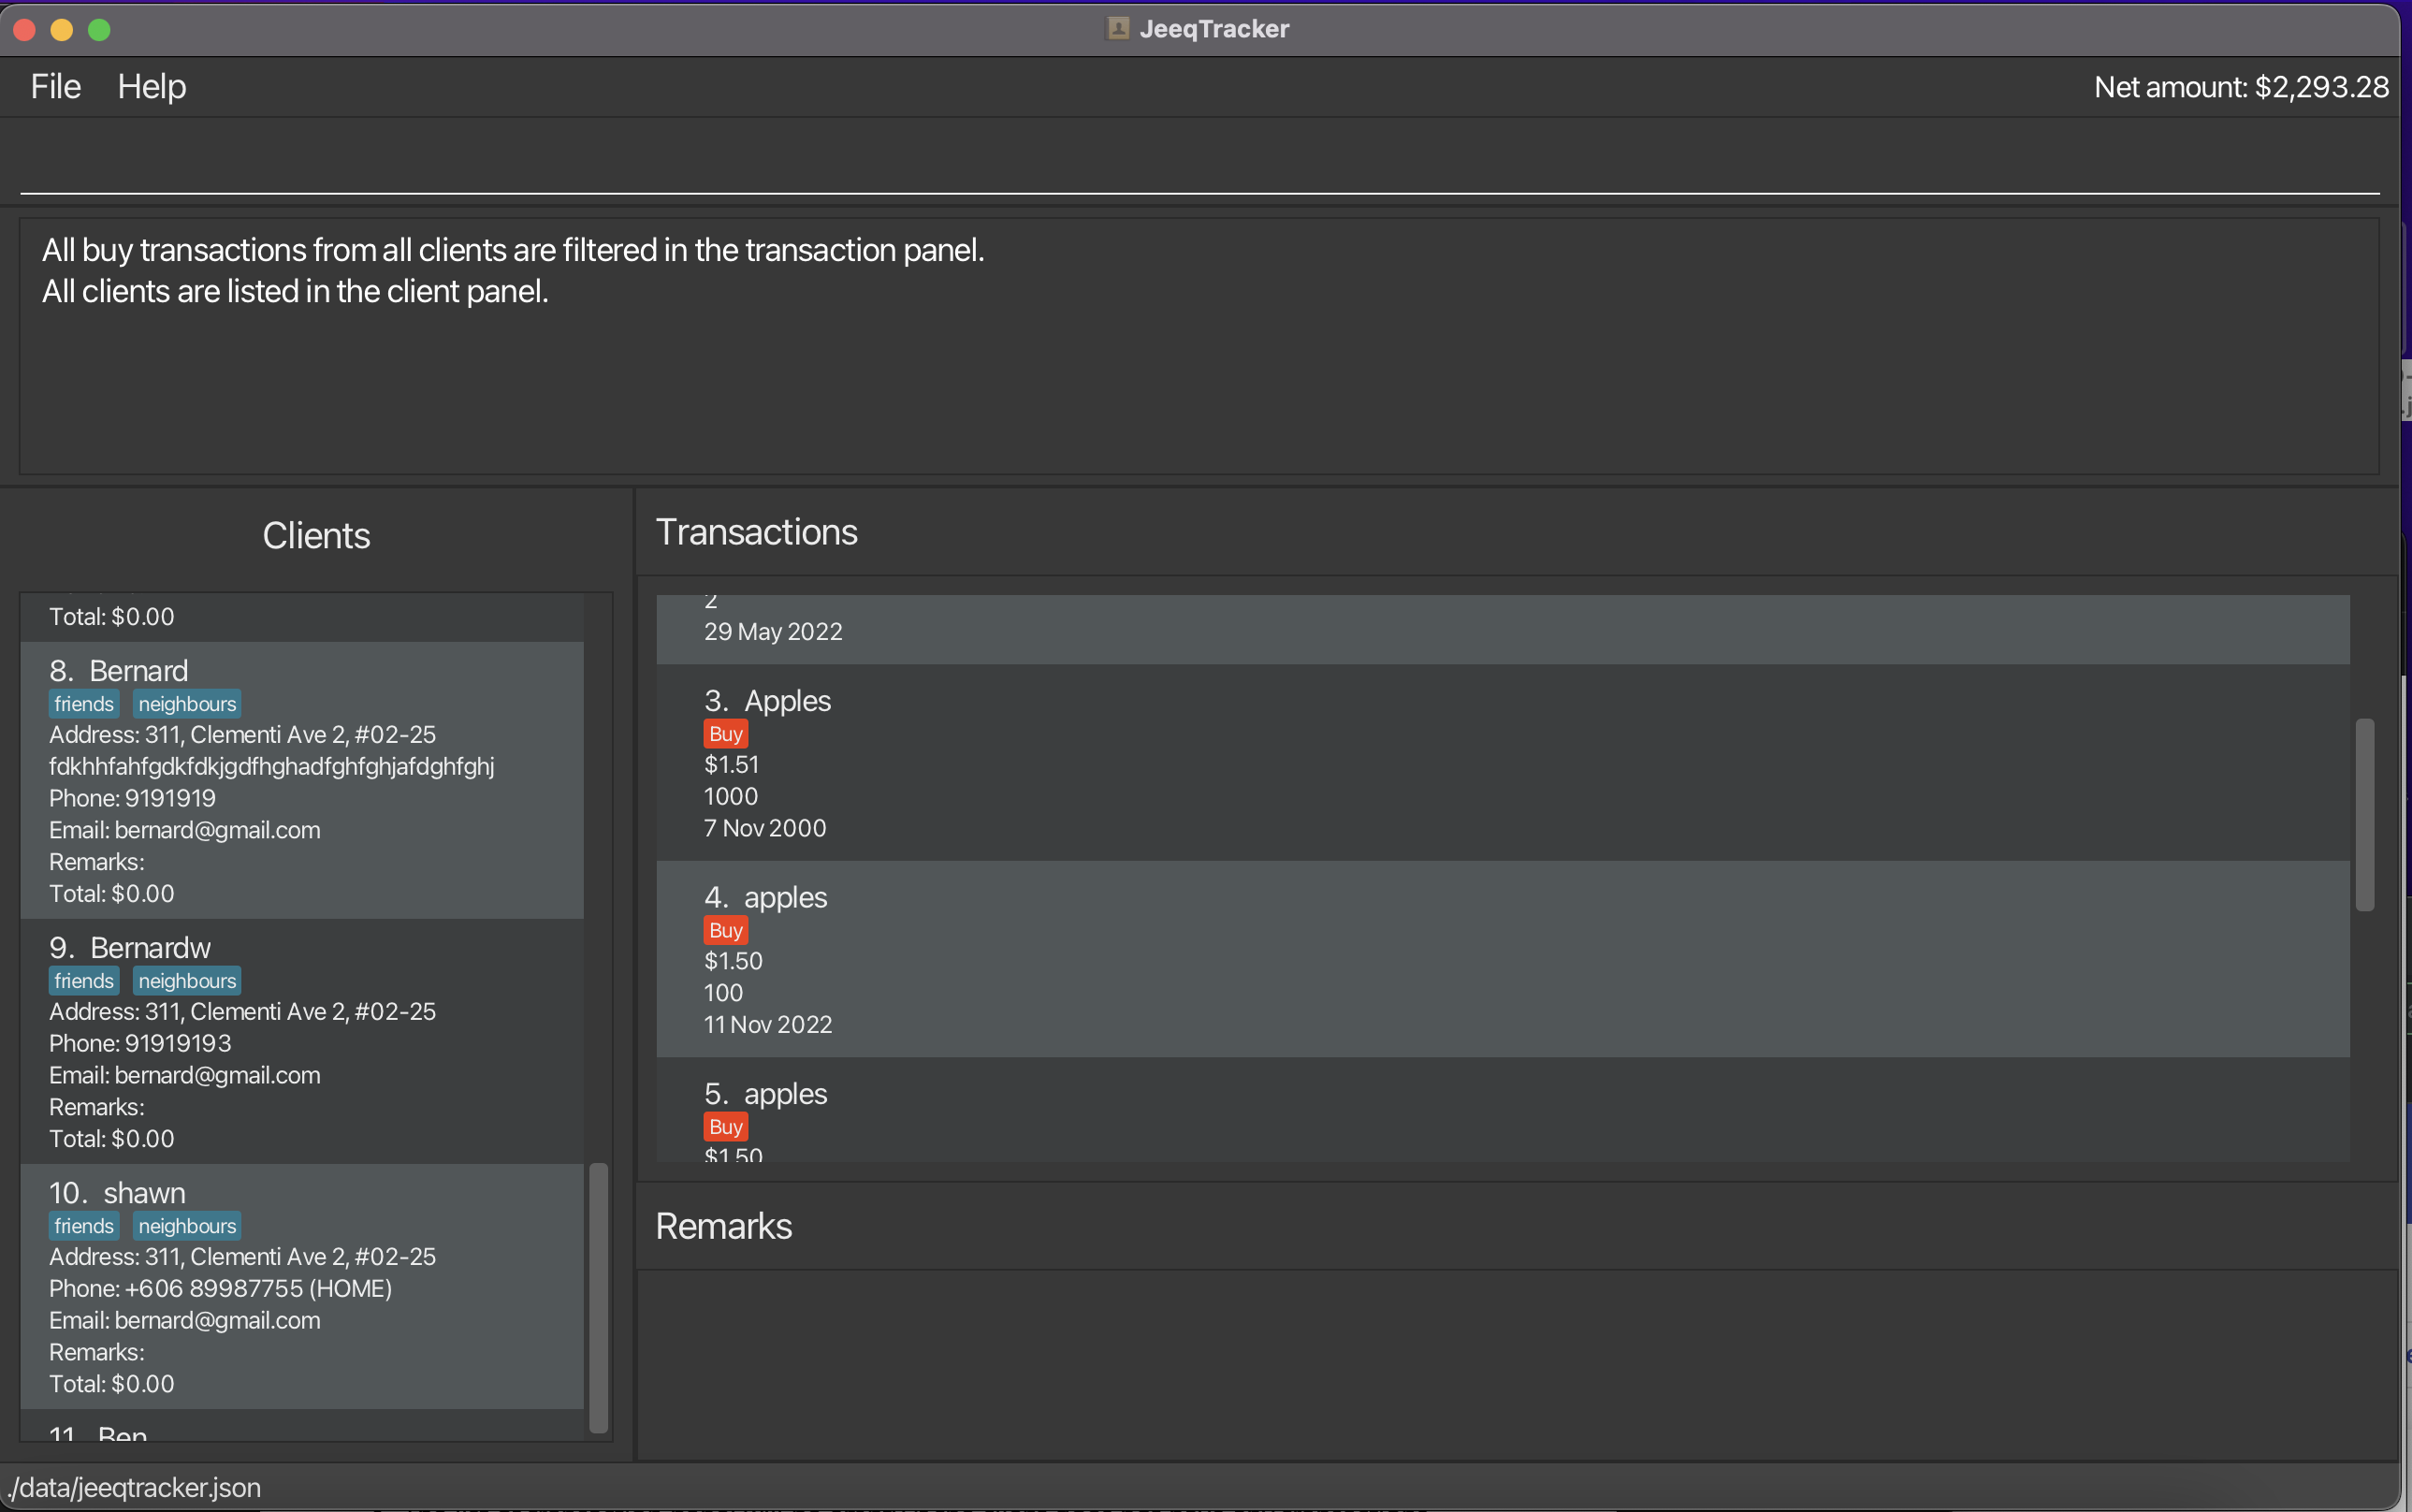 JeeqTracker
File Help Net amount: $2,293.28
All buy transactions from all clients are filtered in the transaction panel.
All clients are listed in the client panel.
Clients
Total: $0.00
8. Bernard
friends neighbours
Address: 311, Clementi Ave 2, #02-25
fdkhhfahfgdkfdkjgdfhghadfghfghjafdghfghj
Phone: 9191919
Email: bernard@gmail.com
Remarks:
Total: $0.00
9. Bernardw
friends neighbours
Address: 311, Clementi Ave 2, #02-25
Phone: 91919193
Email: bernard@gmail.com
Remarks:
Total: $0.00
10. shawn
friends neighbours
Address: 311, Clementi Ave 2, #02-25
Phone: +606 89987755 (HOME)
Email: bernard@gmail.com
Remarks:
Total: $0.00
11. Ben
Transactions
2
29 May 2022
3. Apples
Buy
$1.51
1000
7 Nov 2000
4. apples
Buy
$1.50
100
11 Nov 2022
5. apples
Buy
$1.50
Remarks
./data/jeeqtracker.json